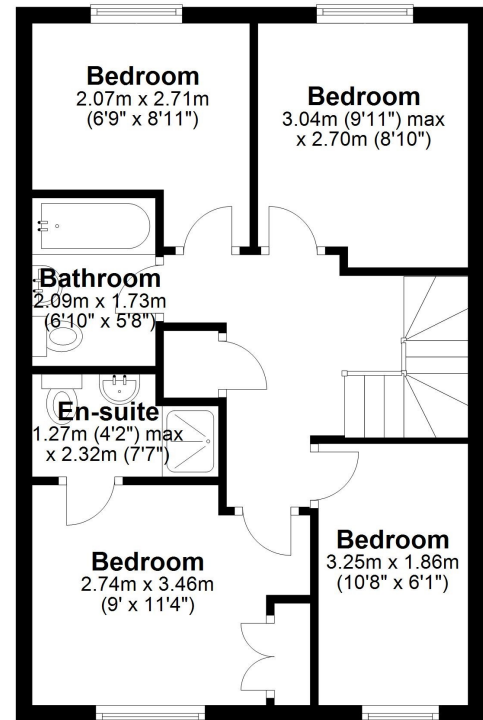 Bedroom
2.07m x 2.71m
(6'9" x 8'11")
Bedroom
3.04m (9'11") max
x 2.70m (8'10")
Bathroom
2.09m x 1.73m
(6'10" x 5'8")
En-suite
1.27m (4'2") max
x 2.32m (7'7")
Bedroom
2.74m x 3.46m
(9' x 11'4")
Bedroom
3.25m x 1.86m
(10'8" x 6'1")